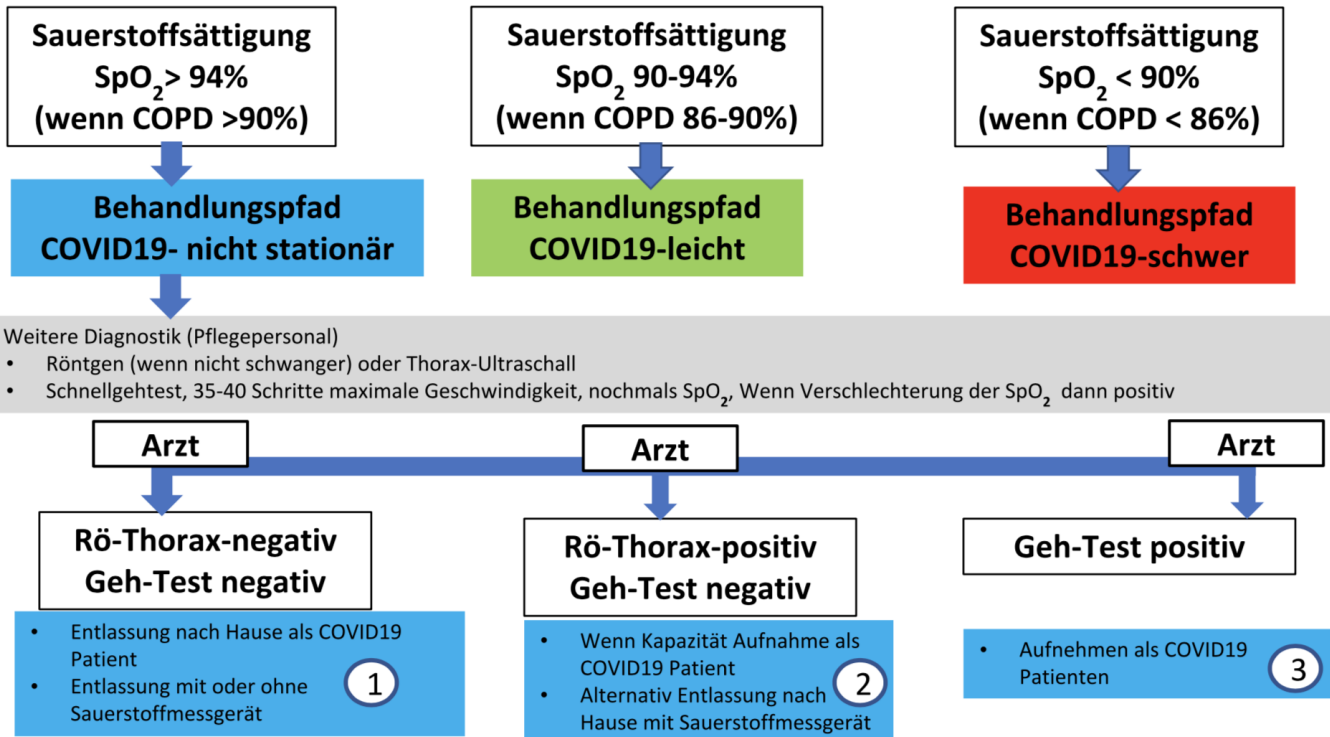 Sauerstoffsättigung
SpO₂> 94%
(wenn COPD >90%)
Sauerstoffsättigung
SpO₂ 90-94%
(wenn COPD 86-90%)
Sauerstoffsättigung
SpO₂ < 90%
(wenn COPD < 86%)
Behandlungspfad
COVID19- nicht stationär
Behandlungspfad
COVID19-leicht
Behandlungspfad
COVID19-schwer
Weitere Diagnostik (Pflegepersonal)
• Röntgen (wenn nicht schwanger) oder Thorax-Ultraschall
• Schnellgehtest, 35-40 Schritte maximale Geschwindigkeit, nochmals SpO₂, Wenn Verschlechterung der SpO₂ dann positiv
Arzt
Arzt
Arzt
Rö-Thorax-negativ
Geh-Test negativ
Rö-Thorax-positiv
Geh-Test negativ
Geh-Test positiv
• Entlassung nach Hause als COVID19
Patient
• Entlassung mit oder ohne
Sauerstoffmessgerät
1
• Wenn Kapazität Aufnahme als
COVID19 Patient
• Alternativ Entlassung nach
Hause mit Sauerstoffmessgerät
2
• Aufnehmen als COVID19
Patienten
3